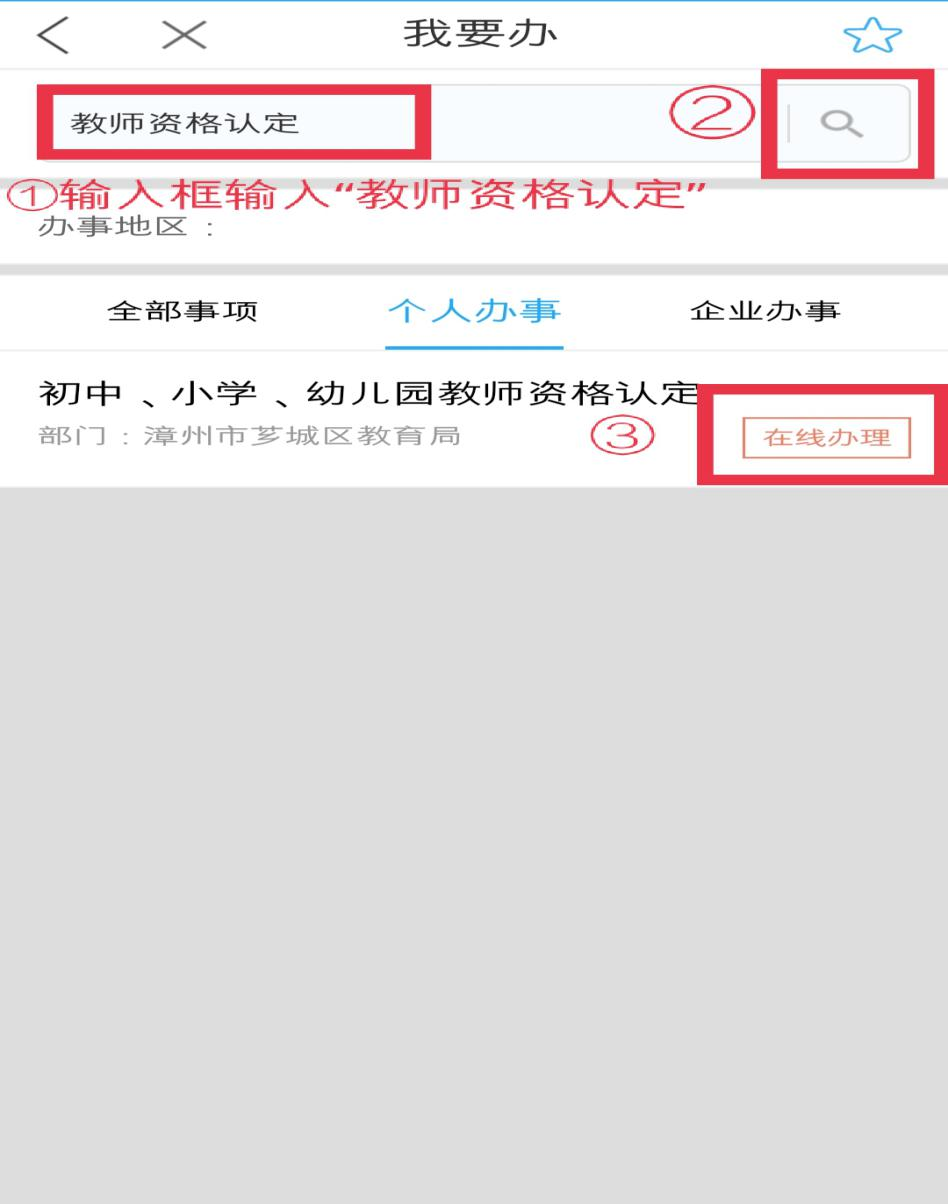 我要办
教师资格认定
②
①输入框输入“教师资格认定”
办事地区：
全部事项 个人办事 企业办事
初中、小学、幼儿园教师资格认定
部门：漳州市芗城区教育局
③ 在线办理